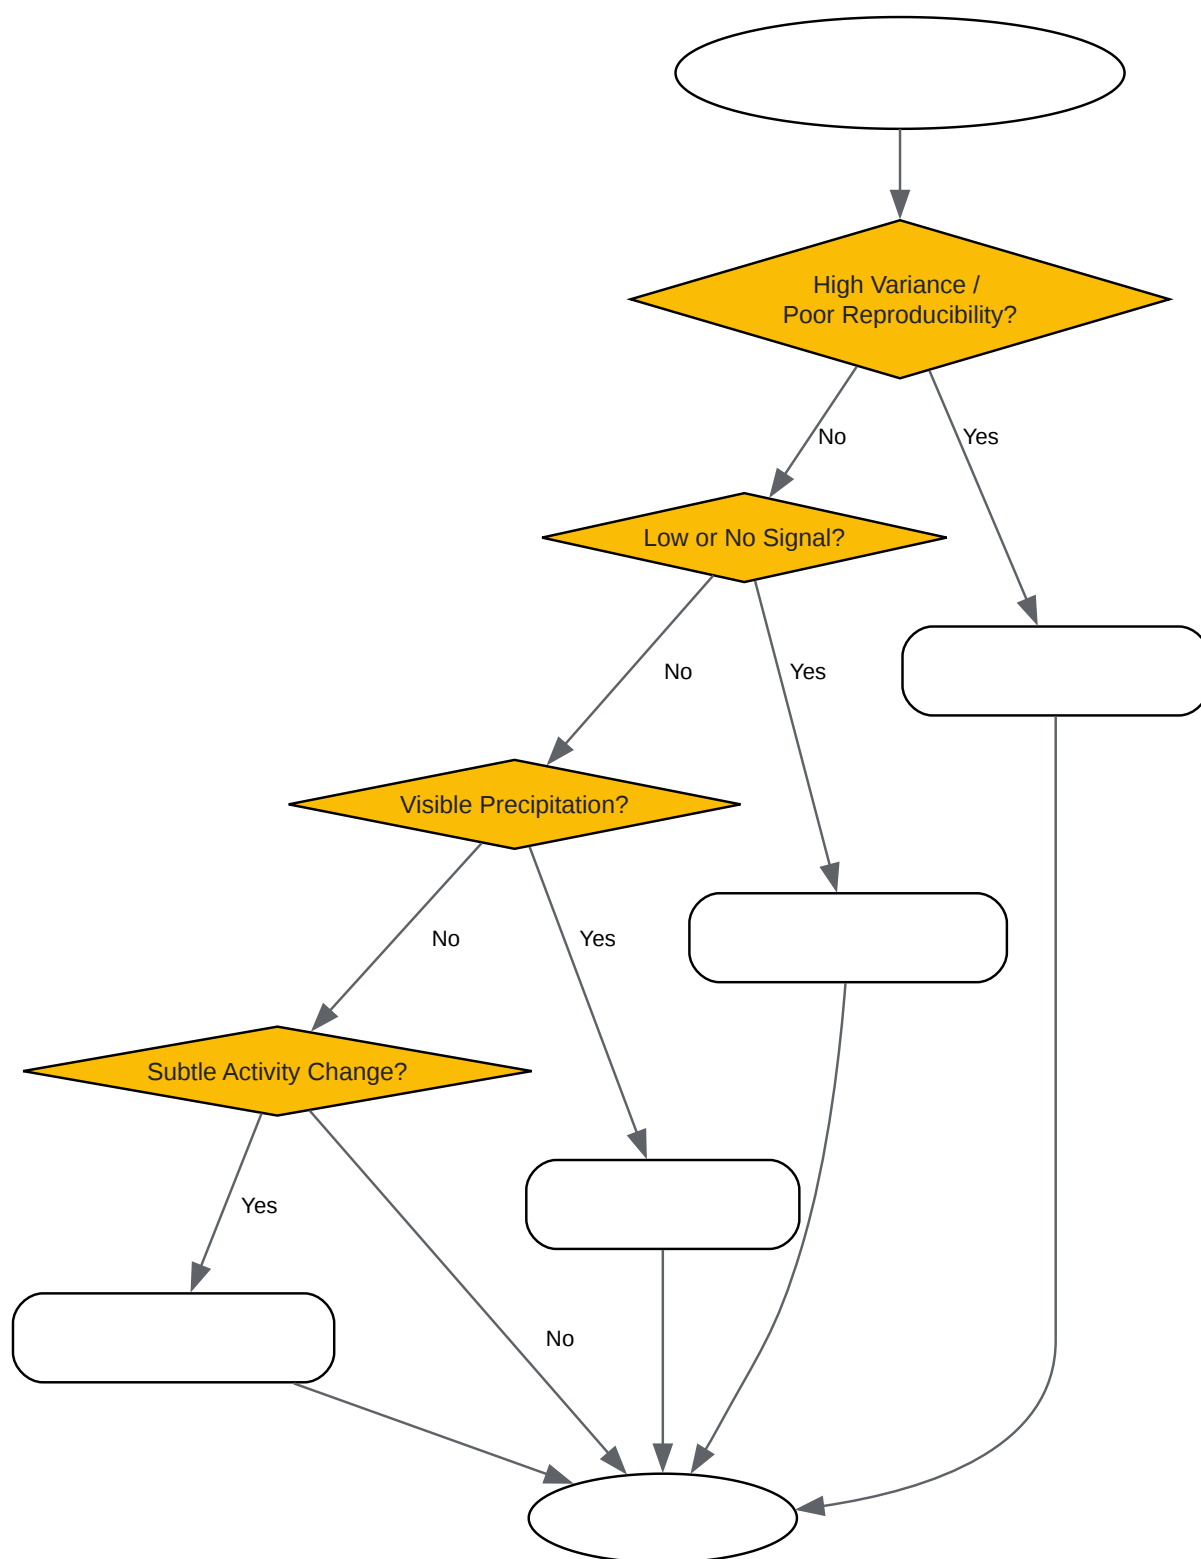 High Variance /
Poor Reproducibility?
No
Yes
Low or No Signal?
No
Yes
Visible Precipitation?
No
Yes
Subtle Activity Change?
Yes
No